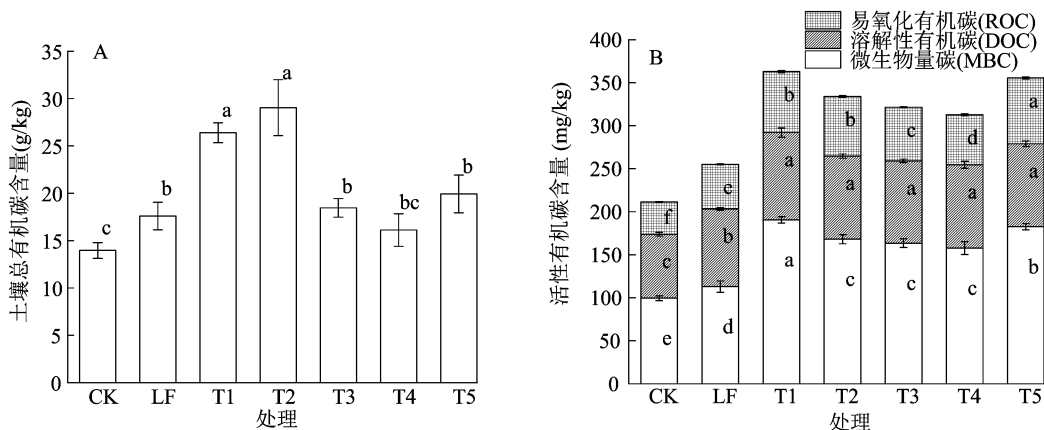 A
土壤总有机碳含量(g/kg)
35
30
25
20
15
10
5
0
c
b
a
a
b
bc
b
CK LF T1 T2 T3 T4 T5
处理
易氧化有机碳(ROC)
溶解性有机碳(DOC)
微生物量碳(MBC)
B
活性有机碳含量 (mg/kg)
400
350
300
250
200
150
100
50
0
f
e
b
b
c
d
a
c
b
a
a
a
a
a
e
d
a
c
c
c
b
CK LF T1 T2 T3 T4 T5
处理